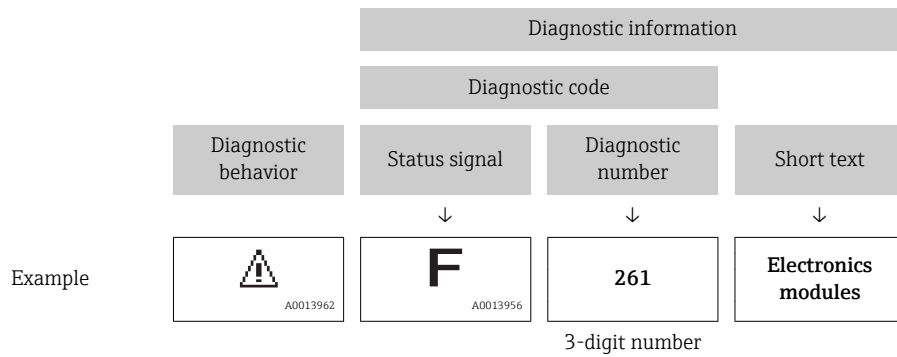 Diagnostic information
Diagnostic code
Diagnostic
behavior
Status signal
Diagnostic
number
Short text
↓ ↓ ↓
Example
A0013962
F
A0013956
261
Electronics
modules
3-digit number